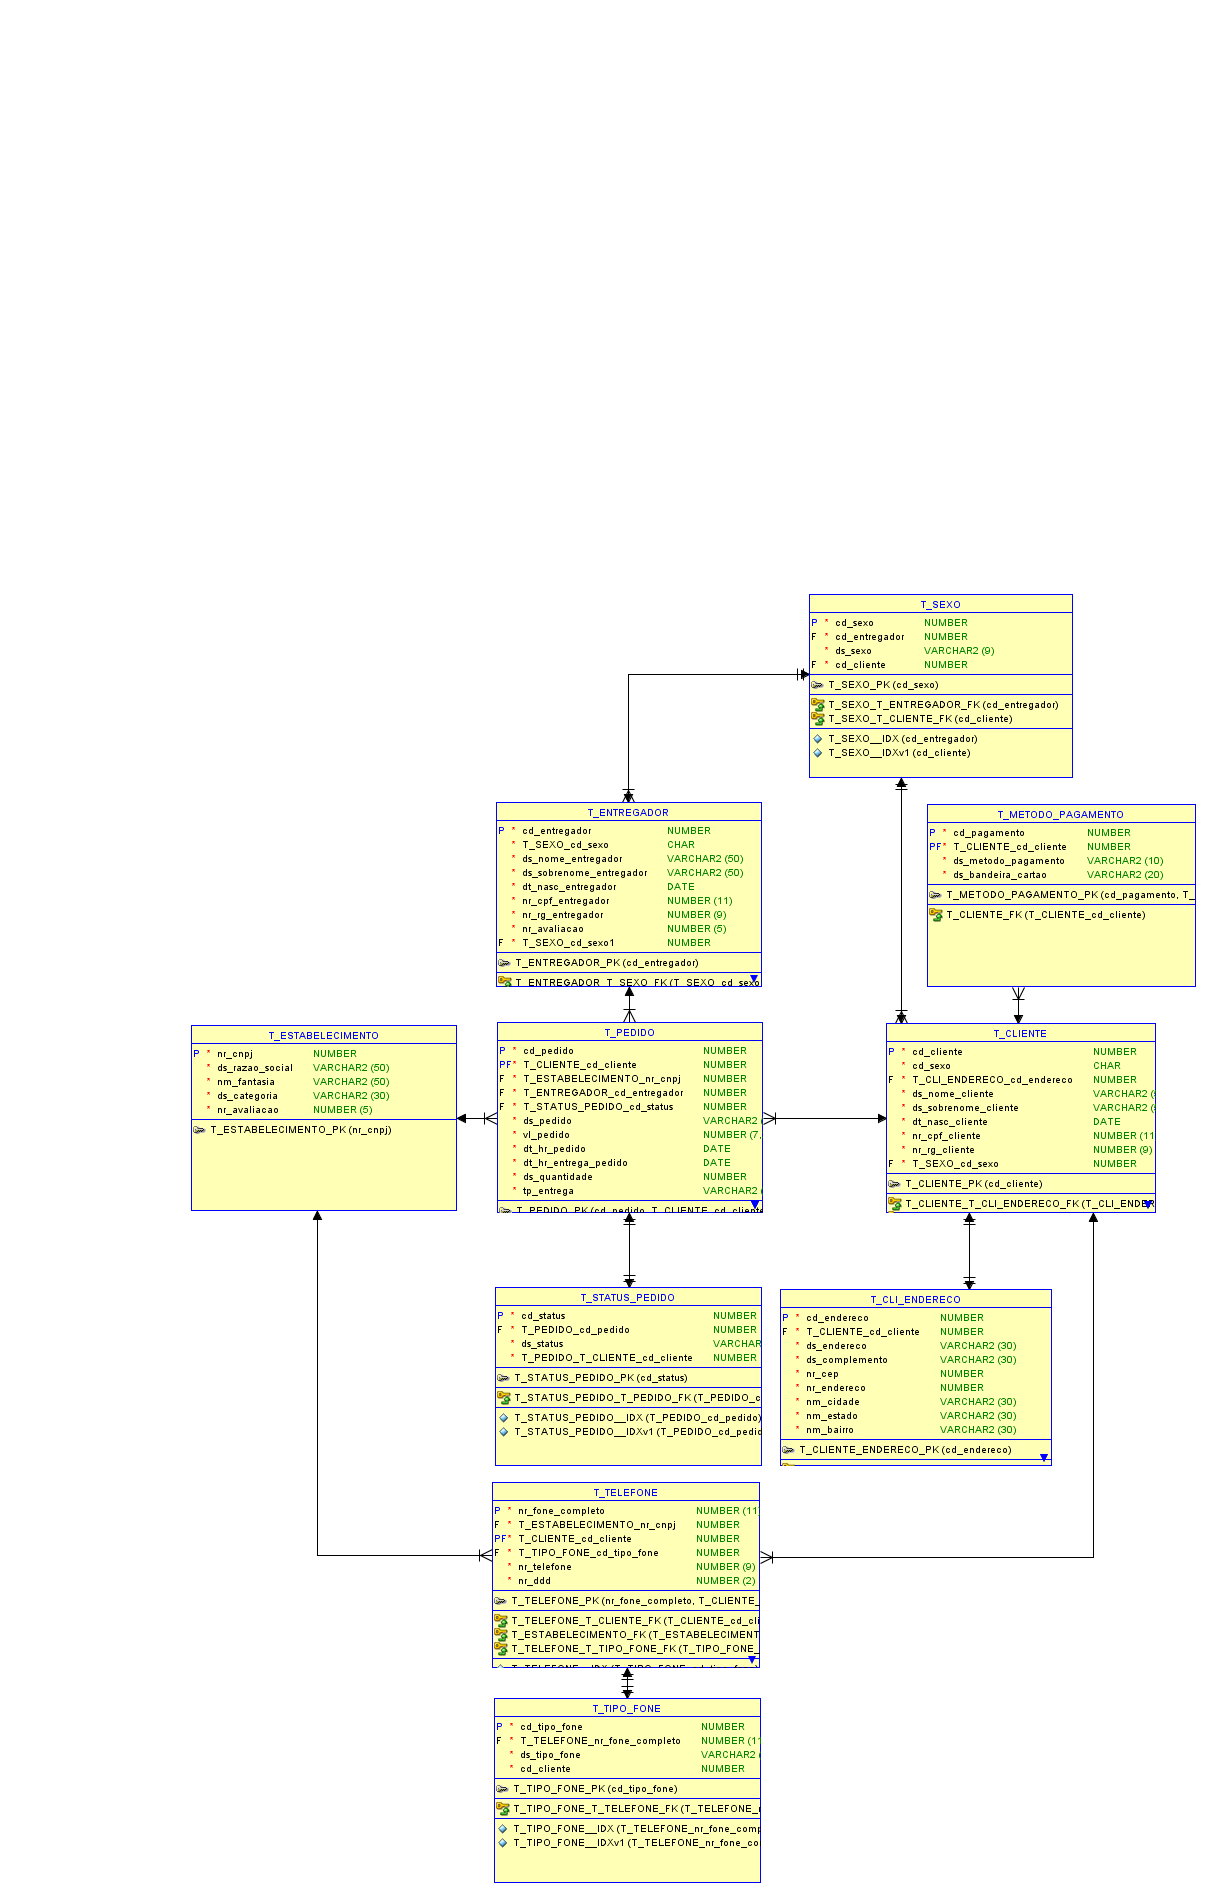 T_SEXO
P * cd_sexo NUMBER
F * cd_entregador NUMBER
* ds_sexo VARCHAR2 (9)
F * cd_cliente NUMBER
T_SEXO_PK (cd_sexo)
T_SEXO_T_ENTREGADOR_FK (cd_entregador)
T_SEXO_T_CLIENTE_FK (cd_cliente)
T_SEXO__IDX (cd_entregador)
T_SEXO__IDXv1 (cd_cliente)
T_ENTREGADOR
P * cd_entregador NUMBER
* T_SEXO_cd_sexo CHAR
* ds_nome_entregador VARCHAR2 (50)
* ds_sobrenome_entregador VARCHAR2 (50)
* dt_nasc_entregador DATE
* nr_cpf_entregador NUMBER (11)
* nr_rg_entregador NUMBER (9)
* nr_avaliacao NUMBER (5)
F * T_SEXO_cd_sexo1 NUMBER
T_ENTREGADOR_PK (cd_entregador)
T_ENTREGADOR_T_SEXO_FK (T_SEXO_cd_sexo
T_METODO_PAGAMENTO
P * cd_pagamento NUMBER
PF* T_CLIENTE_cd_cliente NUMBER
* ds_metodo_pagamento VARCHAR2 (10)
* ds_bandeira_cartao VARCHAR2 (20)
T_METODO_PAGAMENTO_PK (cd_pagamento, T_
T_CLIENTE_FK (T_CLIENTE_cd_cliente)
T_ESTABELECIMENTO
P * nr_cnpj NUMBER
* ds_razao_social VARCHAR2 (50)
* nm_fantasia VARCHAR2 (50)
* ds_categoria VARCHAR2 (30)
* nr_avaliacao NUMBER (5)
T_ESTABELECIMENTO_PK (nr_cnpj)
T_PEDIDO
P * cd_pedido NUMBER
PF* T_CLIENTE_cd_cliente NUMBER
F * T_ESTABELECIMENTO_nr_cnpj NUMBER
F * T_ENTREGADOR_cd_entregador NUMBER
F * T_STATUS_PEDIDO_cd_status NUMBER
* ds_pedido VARCHAR2 (
* vl_pedido NUMBER (7,
* dt_hr_pedido DATE
* dt_hr_entrega_pedido DATE
* ds_quantidade NUMBER
* tp_entrega VARCHAR2 (
T_PEDIDO_PK (cd_pedido, T_CLIENTE_cd_cliente
T_CLIENTE
P * cd_cliente NUMBER
* cd_sexo CHAR
F * T_CLI_ENDERECO_cd_endereco NUMBER
* ds_nome_cliente VARCHAR2 (
* ds_sobrenome_cliente VARCHAR2 (
* dt_nasc_cliente DATE
* nr_cpf_cliente NUMBER (11
* nr_rg_cliente NUMBER (9)
F * T_SEXO_cd_sexo NUMBER
T_CLIENTE_PK (cd_cliente)
T_CLIENTE_T_CLI_ENDERECO_FK (T_CLI_ENDER
T_STATUS_PEDIDO
P * cd_status NUMBER
F * T_PEDIDO_cd_pedido NUMBER
* ds_status VARCHAR
* T_PEDIDO_T_CLIENTE_cd_cliente NUMBER
T_STATUS_PEDIDO_PK (cd_status)
T_STATUS_PEDIDO_T_PEDIDO_FK (T_PEDIDO_c
T_STATUS_PEDIDO__IDX (T_PEDIDO_cd_pedido)
T_STATUS_PEDIDO__IDXv1 (T_PEDIDO_cd_pedid
T_CLI_ENDERECO
P * cd_endereco NUMBER
F * T_CLIENTE_cd_cliente NUMBER
* ds_endereco VARCHAR2 (30)
* ds_complemento VARCHAR2 (30)
* nr_cep NUMBER
* nr_endereco NUMBER
* nm_cidade VARCHAR2 (30)
* nm_estado VARCHAR2 (30)
* nm_bairro VARCHAR2 (30)
T_CLIENTE_ENDERECO_PK (cd_endereco)
T_TELEFONE
P * nr_fone_completo NUMBER (11)
F * T_ESTABELECIMENTO_nr_cnpj NUMBER
PF* T_CLIENTE_cd_cliente NUMBER
F * T_TIPO_FONE_cd_tipo_fone NUMBER
* nr_telefone NUMBER (9)
* nr_ddd NUMBER (2)
T_TELEFONE_PK (nr_fone_completo, T_CLIENTE_
T_TELEFONE_T_CLIENTE_FK (T_CLIENTE_cd_cli
T_ESTABELECIMENTO_FK (T_ESTABELECIMENT
T_TELEFONE_T_TIPO_FONE_FK (T_TIPO_FONE_
T_TIPO_FONE
P * cd_tipo_fone NUMBER
F * T_TELEFONE_nr_fone_completo NUMBER (11
* ds_tipo_fone VARCHAR2 (
* cd_cliente NUMBER
T_TIPO_FONE_PK (cd_tipo_fone)
T_TIPO_FONE_T_TELEFONE_FK (T_TELEFONE_
T_TIPO_FONE__IDX (T_TELEFONE_nr_fone_comp
T_TIPO_FONE__IDXv1 (T_TELEFONE_nr_fone_co